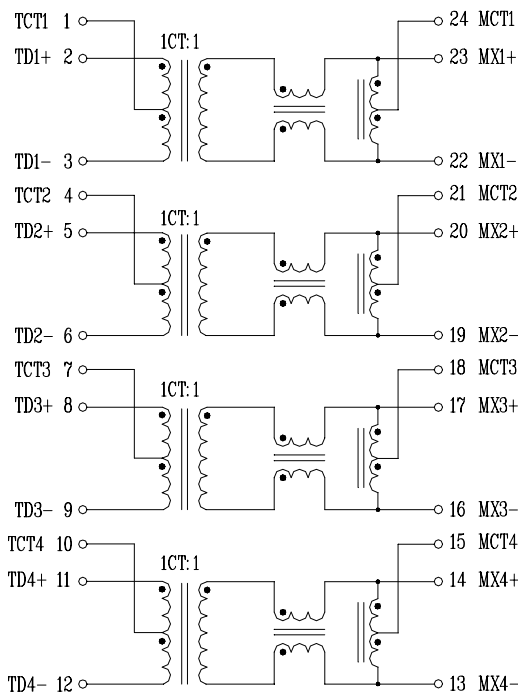 TCT1 1 24 MCT1
1CT:1
TD1+ 2 23 MX1+
TD1- 3 22 MX1-
TCT2 4 21 MCT2
1CT:1
TD2+ 5 20 MX2+
TD2- 6 19 MX2-
TCT3 7 18 MCT3
1CT:1
TD3+ 8 17 MX3+
TD3- 9 16 MX3-
TCT4 10 15 MCT4
1CT:1
TD4+ 11 14 MX4+
TD4- 12 13 MX4-